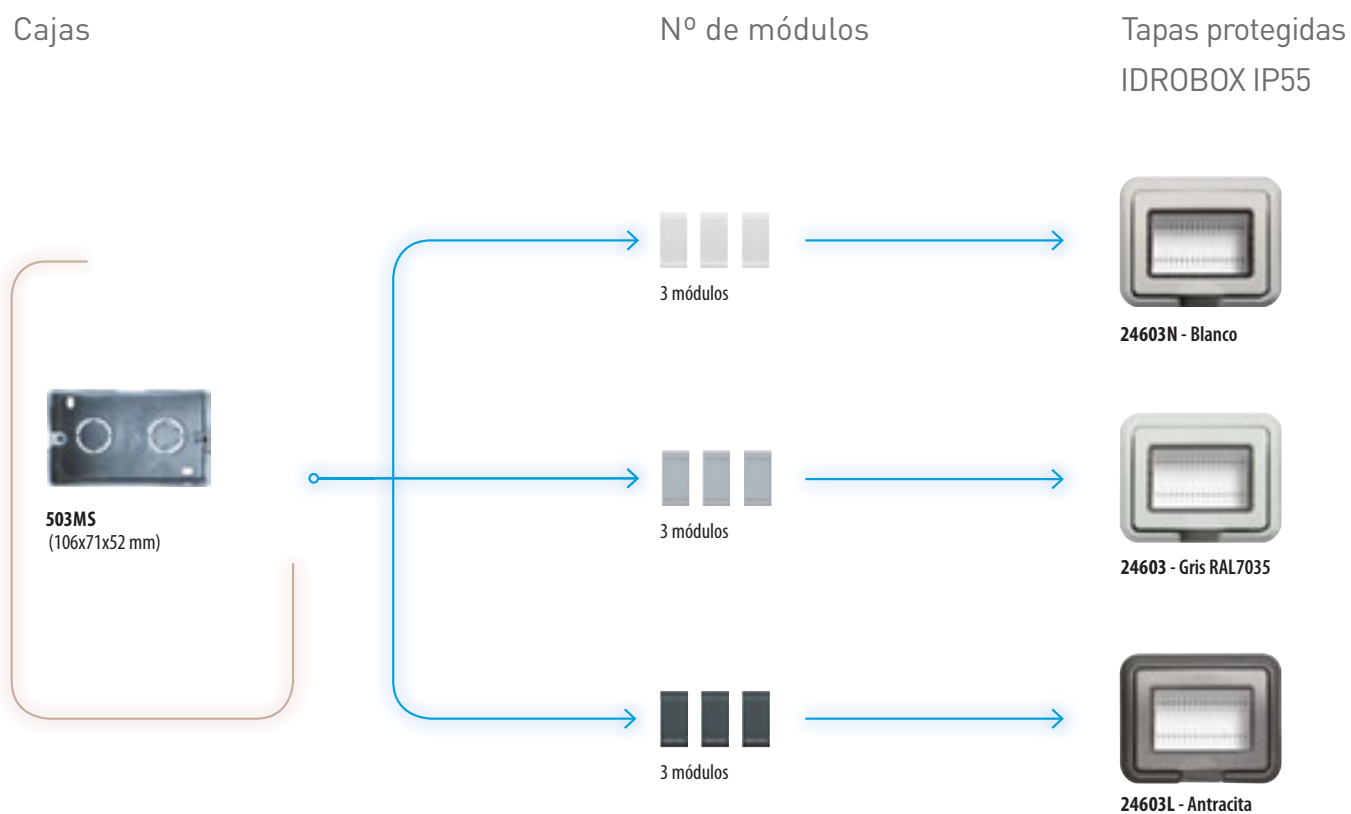 Cajas
Nº de módulos
Tapas protegidas
IDROBOX IP55
3 módulos
24603N - Blanco
503MS
(106x71x52 mm)
3 módulos
24603 - Gris RAL7035
3 módulos
24603L - Antracita